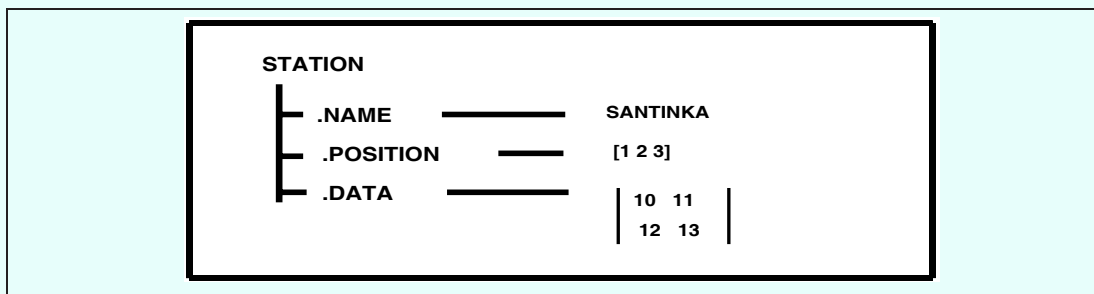 STATION
.NAME SANTINKA
.POSITION [1 2 3]
.DATA
10 11
12 13